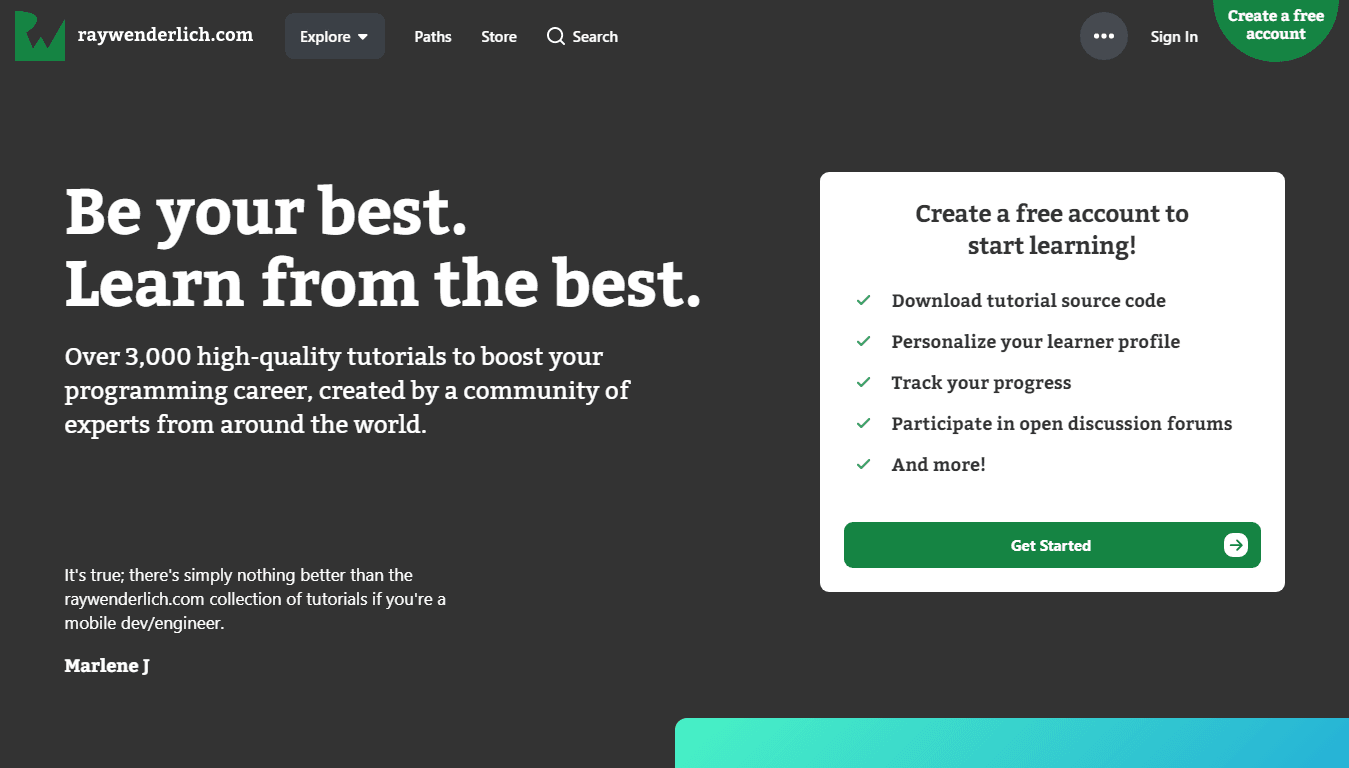 raywenderlich.com
Explore
Paths
Store
Search
Sign In
Create a free
account
Be your best.
Learn from the best.
Over 3,000 high-quality tutorials to boost your
programming career, created by a community of
experts from around the world.
It's true; there's simply nothing better than the
raywenderlich.com collection of tutorials if you're a
mobile dev/engineer.
Marlene J
Create a free account to
start learning!
Download tutorial source code
Personalize your learner profile
Track your progress
Participate in open discussion forums
And more!
Get Started